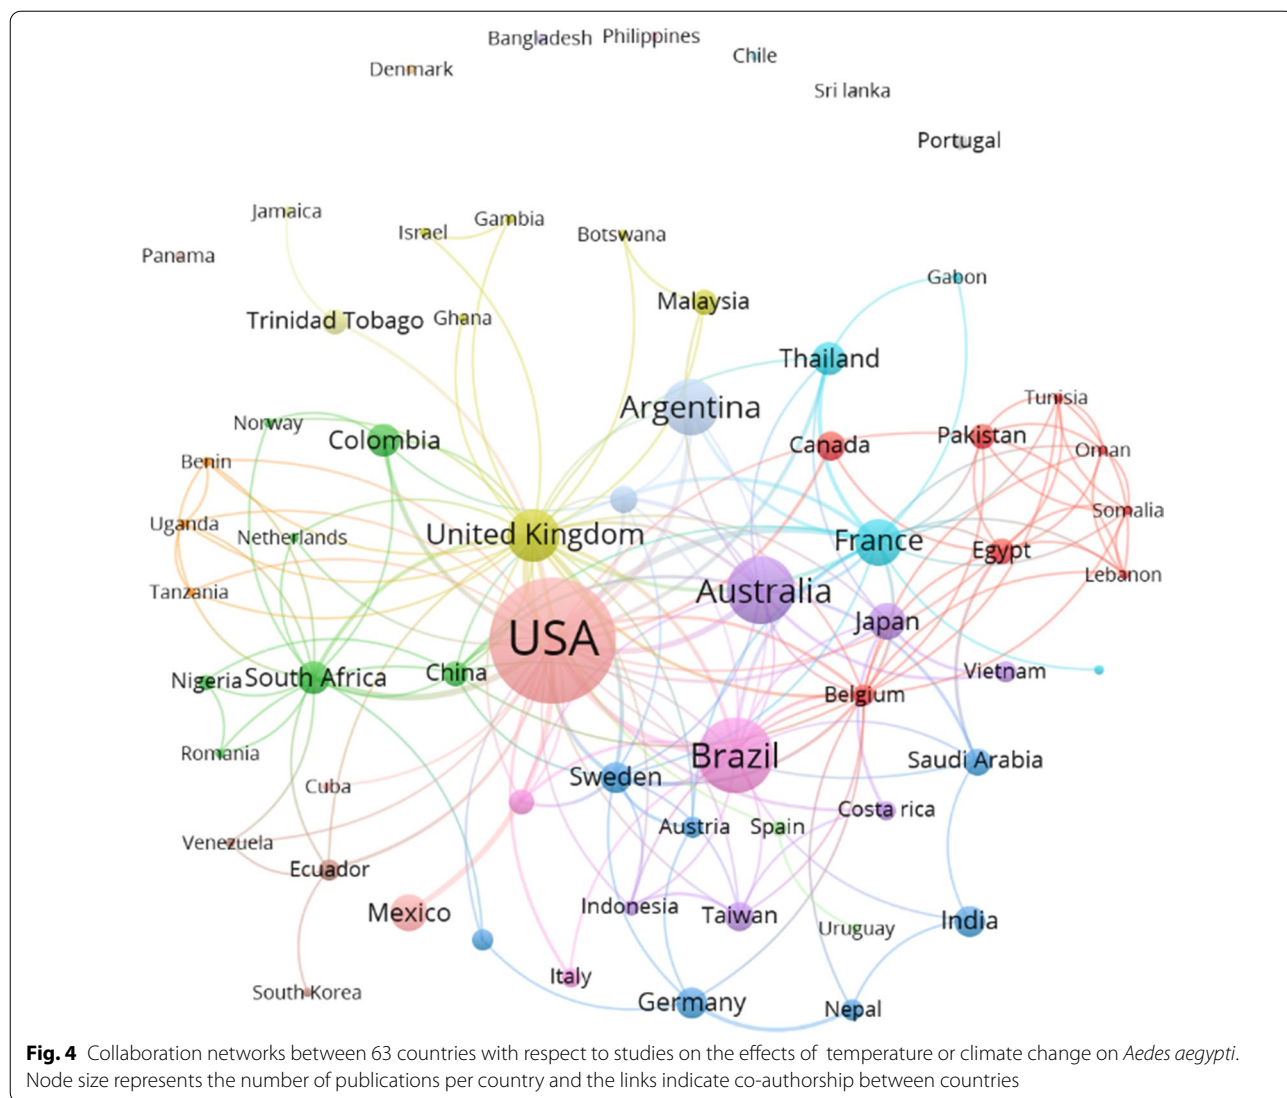 Bangladesh
Philippines
Chile
Denmark
Sri lanka
Portugal
Jamaica
Gambia
Israel
Botswana
Panama
Gabon
Malaysia
Trinidad Tobago
Ghana
Thailand
Argentina
Tunisia
Norway
Colombia
Canada
Pakistan
Oman
Benin
Somalia
Uganda
Netherlands
United Kingdom
France
Egypt
Lebanon
Tanzania
Australia
Japan
USA
Nigeria
South Africa
China
Vietnam
Belgium
Romania
Brazil
Saudi Arabia
Cuba
Sweden
Costa rica
Austria
Spain
Venezuela
Ecuador
Mexico
Indonesia
Taiwan
Uruguay
India
Italy
South Korea
Germany
Nepal
Fig. 4 Collaboration networks between 63 countries with respect to studies on the effects of temperature or climate change on Aedes aegypti.
Node size represents the number of publications per country and the links indicate co-authorship between countries